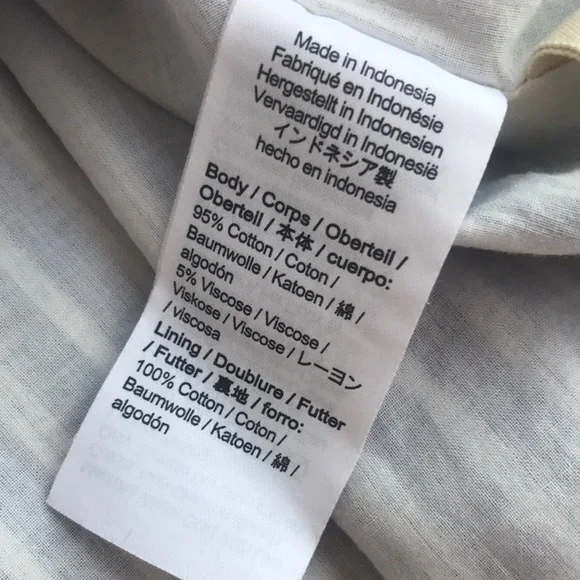 Made in Indonesia
Fabriqué en Indonésie
Hergestellt in Indonesien
Vervaardigd in Indonesië
インドネシア製
hecho en indonesia
Body / Corps / Oberteil /
Oberteil / 本体 / cuerpo:
95% Cotton / Coton /
Baumwolle / Katoen / 綿 /
algodón
5% Viscose / Viscose /
Viskose / Viscose / レーヨン
/ viscosa
Lining / Doublure / Futter
/ Futter / 裏地 / forro:
100% Cotton / Coton /
Baumwolle / Katoen / 綿 /
algodón